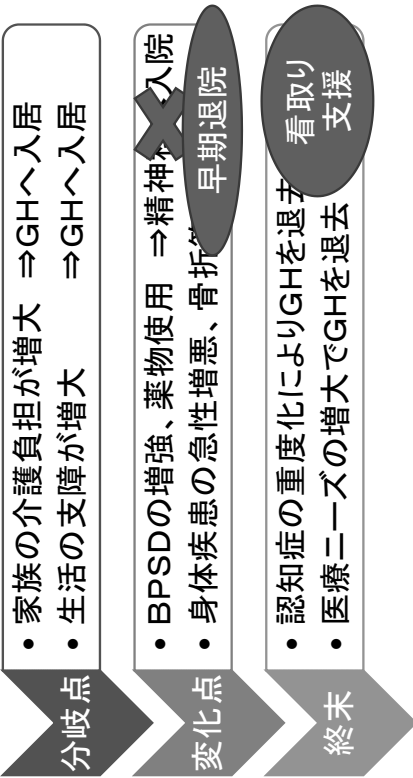 分岐点
• 家族の介護負担が増大 ⇒GHへ入居
• 生活の支障が増大 ⇒GHへ入居
変化点
• BPSDの増強、薬物使用 ⇒精神科入院
• 身体疾患の急性増悪、骨折
早期退院
終末
• 認知症の重度化によりGHを退去
• 医療ニーズの増大でGHを退去
看取り
支援